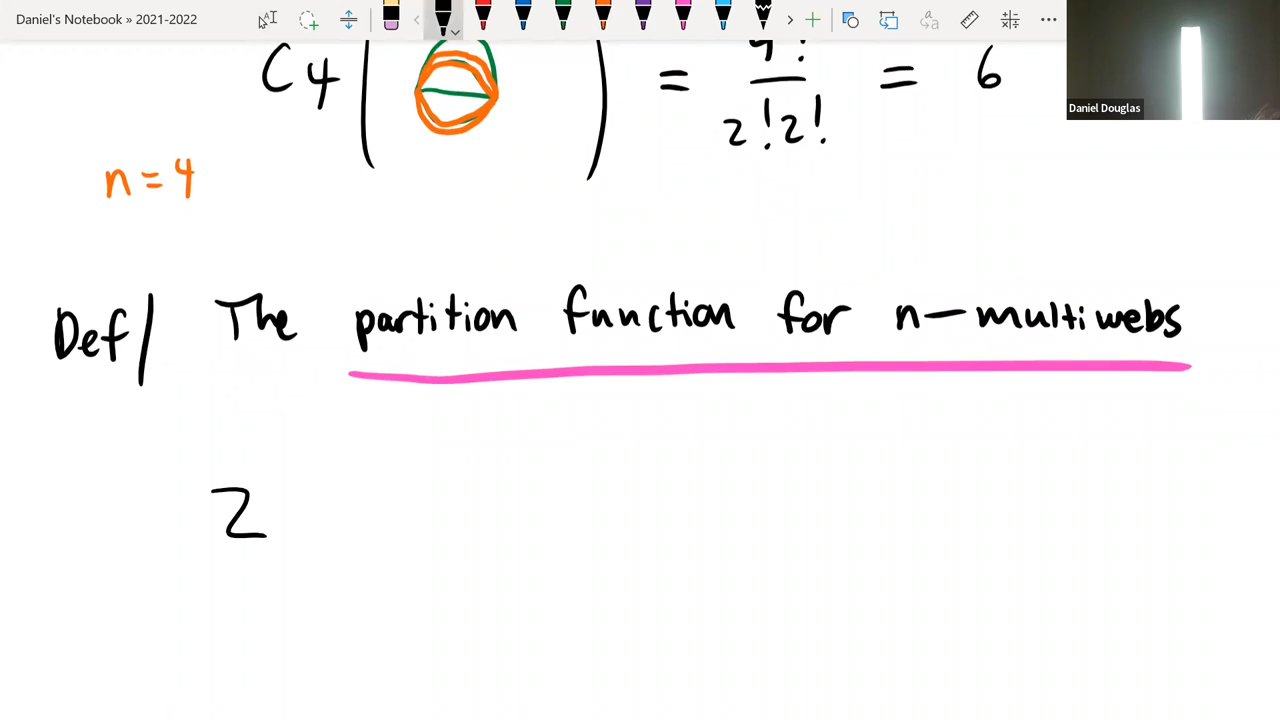 Daniel's Notebook » 2021-2022
Daniel Douglas
C4( ) = 4!/2!2! = 6
n=4
Def/ The partition function for n-multiwebs
Z